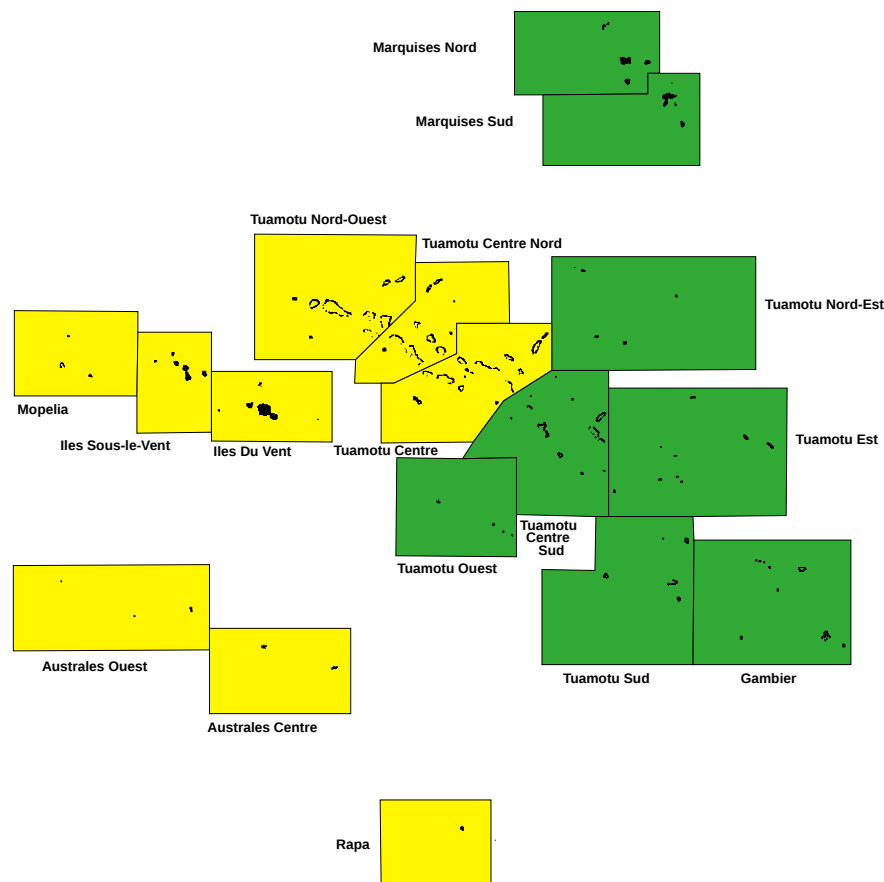 Marquises Nord
Marquises Sud
Tuamotu Nord-Ouest
Tuamotu Centre Nord
Tuamotu Nord-Est
Mopelia
Iles Sous-le-Vent
Iles Du Vent
Tuamotu Centre
Tuamotu Est
Tuamotu
Centre
Sud
Tuamotu Ouest
Australes Ouest
Tuamotu Sud
Gambier
Australes Centre
Rapa